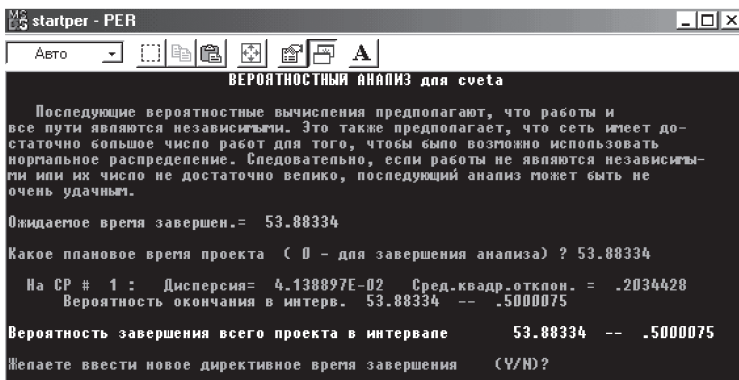 startper - PER
Авто
A
ВЕРОЯТНОСТНЫЙ АНАЛИЗ для cveta
Последующие вероятностные вычисления предполагают, что работы и
все пути являются независимыми. Это также предполагает, что сеть имеет до-
статочно большое число работ для того, чтобы было возможно использовать
нормальное распределение. Следовательно, если работы не являются независимы-
ми или их число не достаточно велико, последующий анализ может быть не
очень удачным.
Ожидаемое время завершен.= 53.88334
Какое плановое время проекта ( 0 - для завершения анализа) ? 53.88334
На CP # 1 : Дисперсия= 4.138897E-02 Сред.квадр.отклон. = .2034428
Вероятность окончания в интерв. 53.88334 -- .5000075
Вероятность завершения всего проекта в интервале 53.88334 -- .5000075
Желаете ввести новое директивное время завершения (Y/N)?